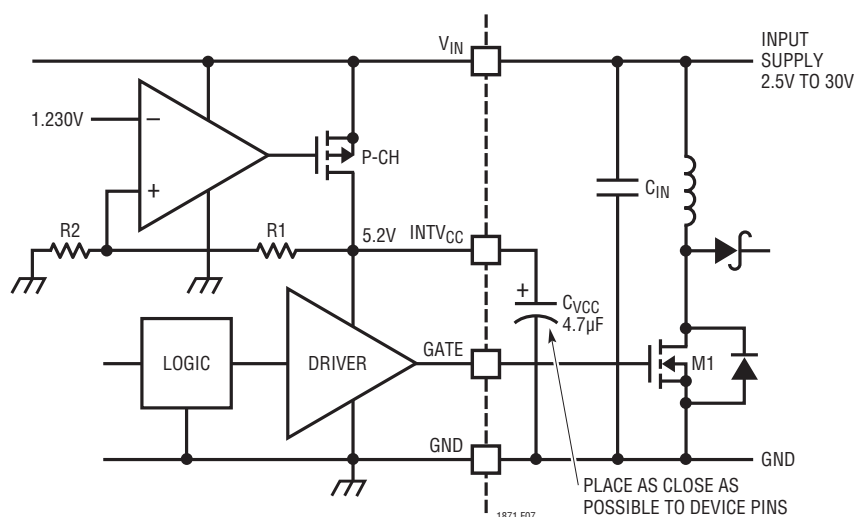 V_IN
INPUT
SUPPLY
2.5V TO 30V
1.230V
−
+
P-CH
C_IN
R2
R1
5.2V
INTV_CC
+
C_VCC
4.7µF
LOGIC
DRIVER
GATE
M1
GND
GND
PLACE AS CLOSE AS
POSSIBLE TO DEVICE PINS
1871 F07